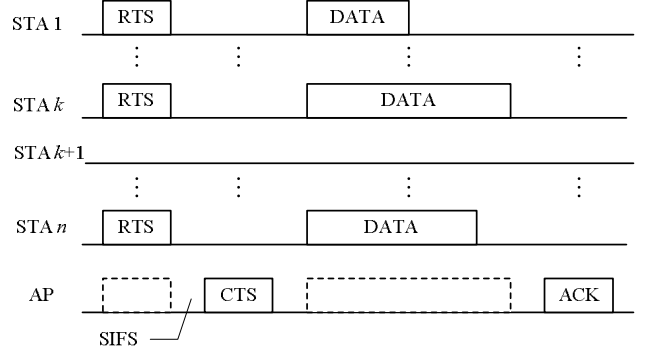 STA 1 RTS DATA
STA k RTS DATA
STA k+1
STA n RTS DATA
AP CTS ACK
SIFS